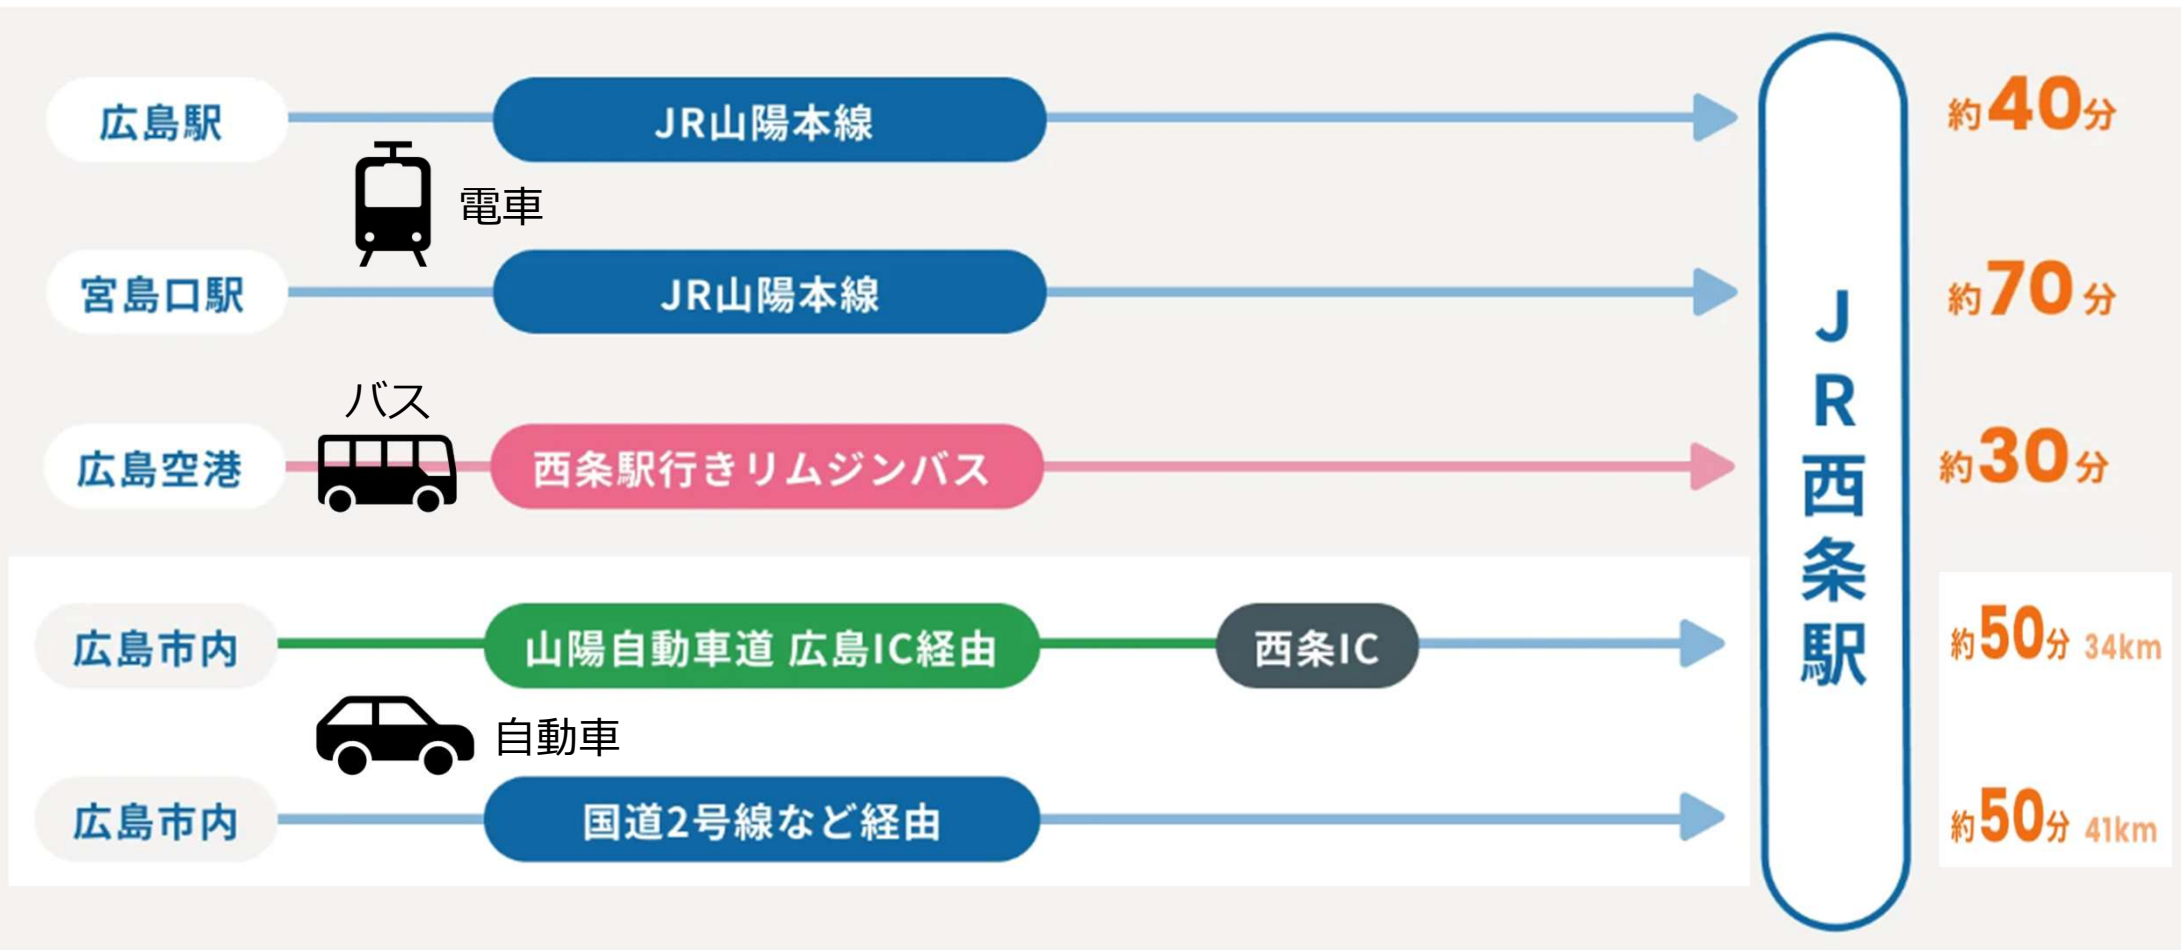 広島駅 JR山陽本線 約40分
電車
宮島口駅 JR山陽本線 約70分
バス
広島空港 西条駅行きリムジンバス 約30分
JR西条駅
広島市内 山陽自動車道 広島IC経由 西条IC 約50分 34km
自動車
広島市内 国道2号線など経由 約50分 41km